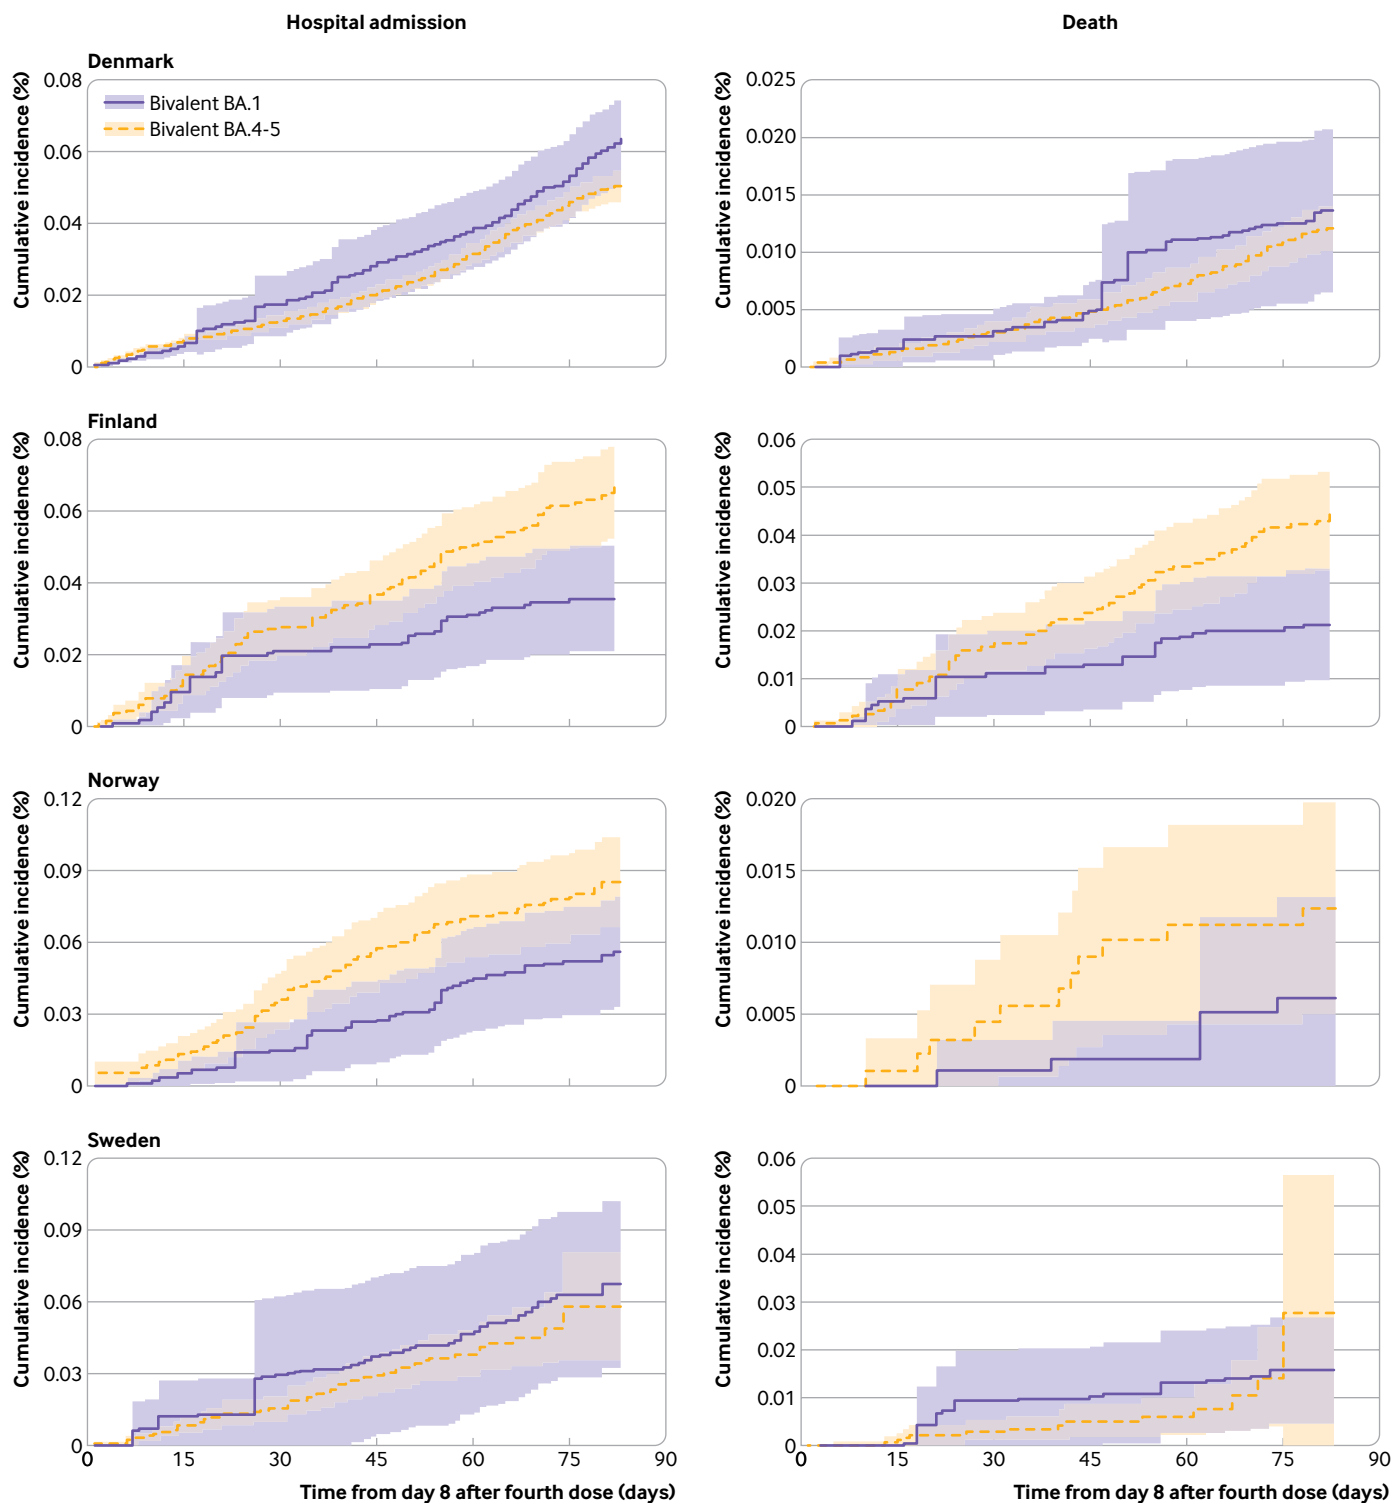 Hospital admission
Death
Denmark
Cumulative incidence (%)
0.08
0.06
0.04
0.02
0
Bivalent BA.1
Bivalent BA.4-5
Cumulative incidence (%)
0.025
0.020
0.015
0.010
0.005
0
Finland
Cumulative incidence (%)
0.08
0.06
0.04
0.02
0
Cumulative incidence (%)
0.06
0.05
0.04
0.03
0.02
0.01
0
Norway
Cumulative incidence (%)
0.12
0.09
0.06
0.03
0
Cumulative incidence (%)
0.020
0.015
0.010
0.005
0
Sweden
Cumulative incidence (%)
0.12
0.09
0.06
0.03
0
0 15 30 45 60 75 90
Time from day 8 after fourth dose (days)
Cumulative incidence (%)
0.06
0.05
0.04
0.03
0.02
0.01
0
0 15 30 45 60 75 90
Time from day 8 after fourth dose (days)